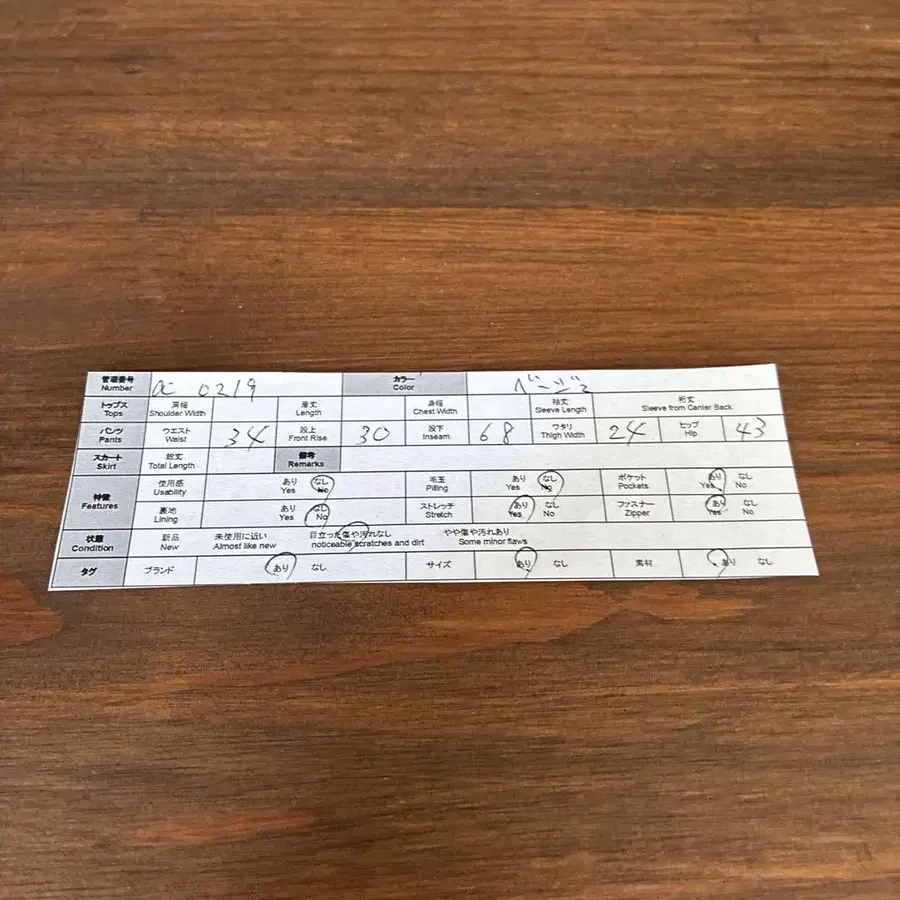 管理番号 Number 0219 カラー Color ベージュ
トップス Tops 肩幅 Shoulder Width 着丈 Length 身幅 Chest Width 袖丈 Sleeve Length 裄丈 Sleeve from Center Back
パンツ Pants ウエスト Waist 34 股上 Front Rise 30 股下 Inseam 68 ワタリ Thigh Width 24 ヒップ Hip 43
スカート Skirt 総丈 Total Length 備考 Remarks
特徴 Features 使用感 Usability あり Yes なし No 毛玉 Pilling あり Yes なし No ポケット Pockets あり Yes なし No
裏地 Lining あり Yes なし No ストレッチ Stretch あり Yes なし No ファスナー Zipper あり Yes なし No
状態 Condition 新品 New 未使用に近い Almost like new 目立った傷や汚れなし noticeable scratches and dirt やや傷や汚れあり Some minor flaws
タグ ブランド あり なし サイズ あり なし 素材 あり なし